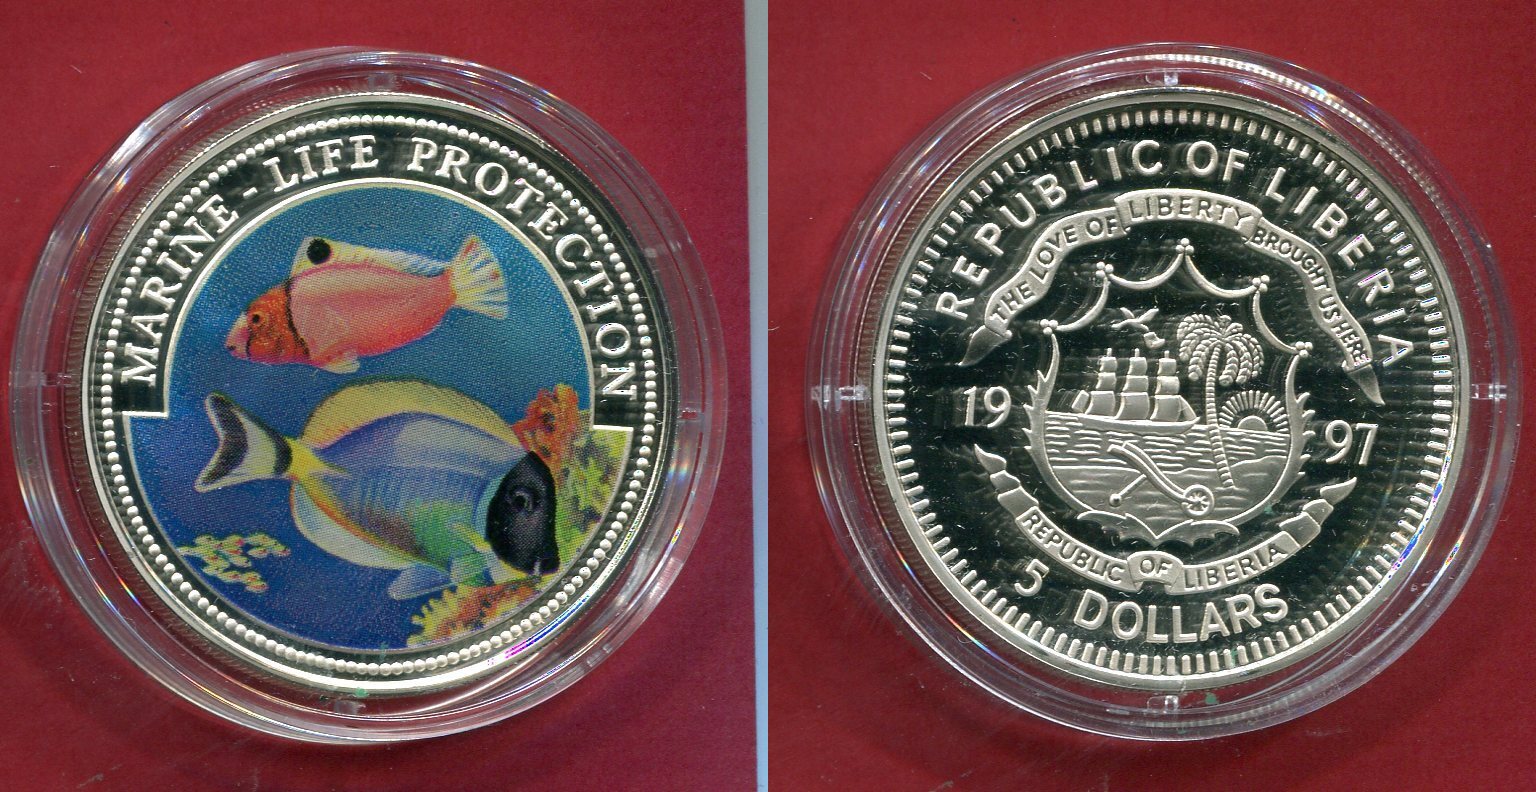 MARINE-LIFE PROTECTION
REPUBLIC OF LIBERIA
THE LOVE OF LIBERTY BROUGHT US HERE
19 97
REPUBLIC OF LIBERIA
5 DOLLARS